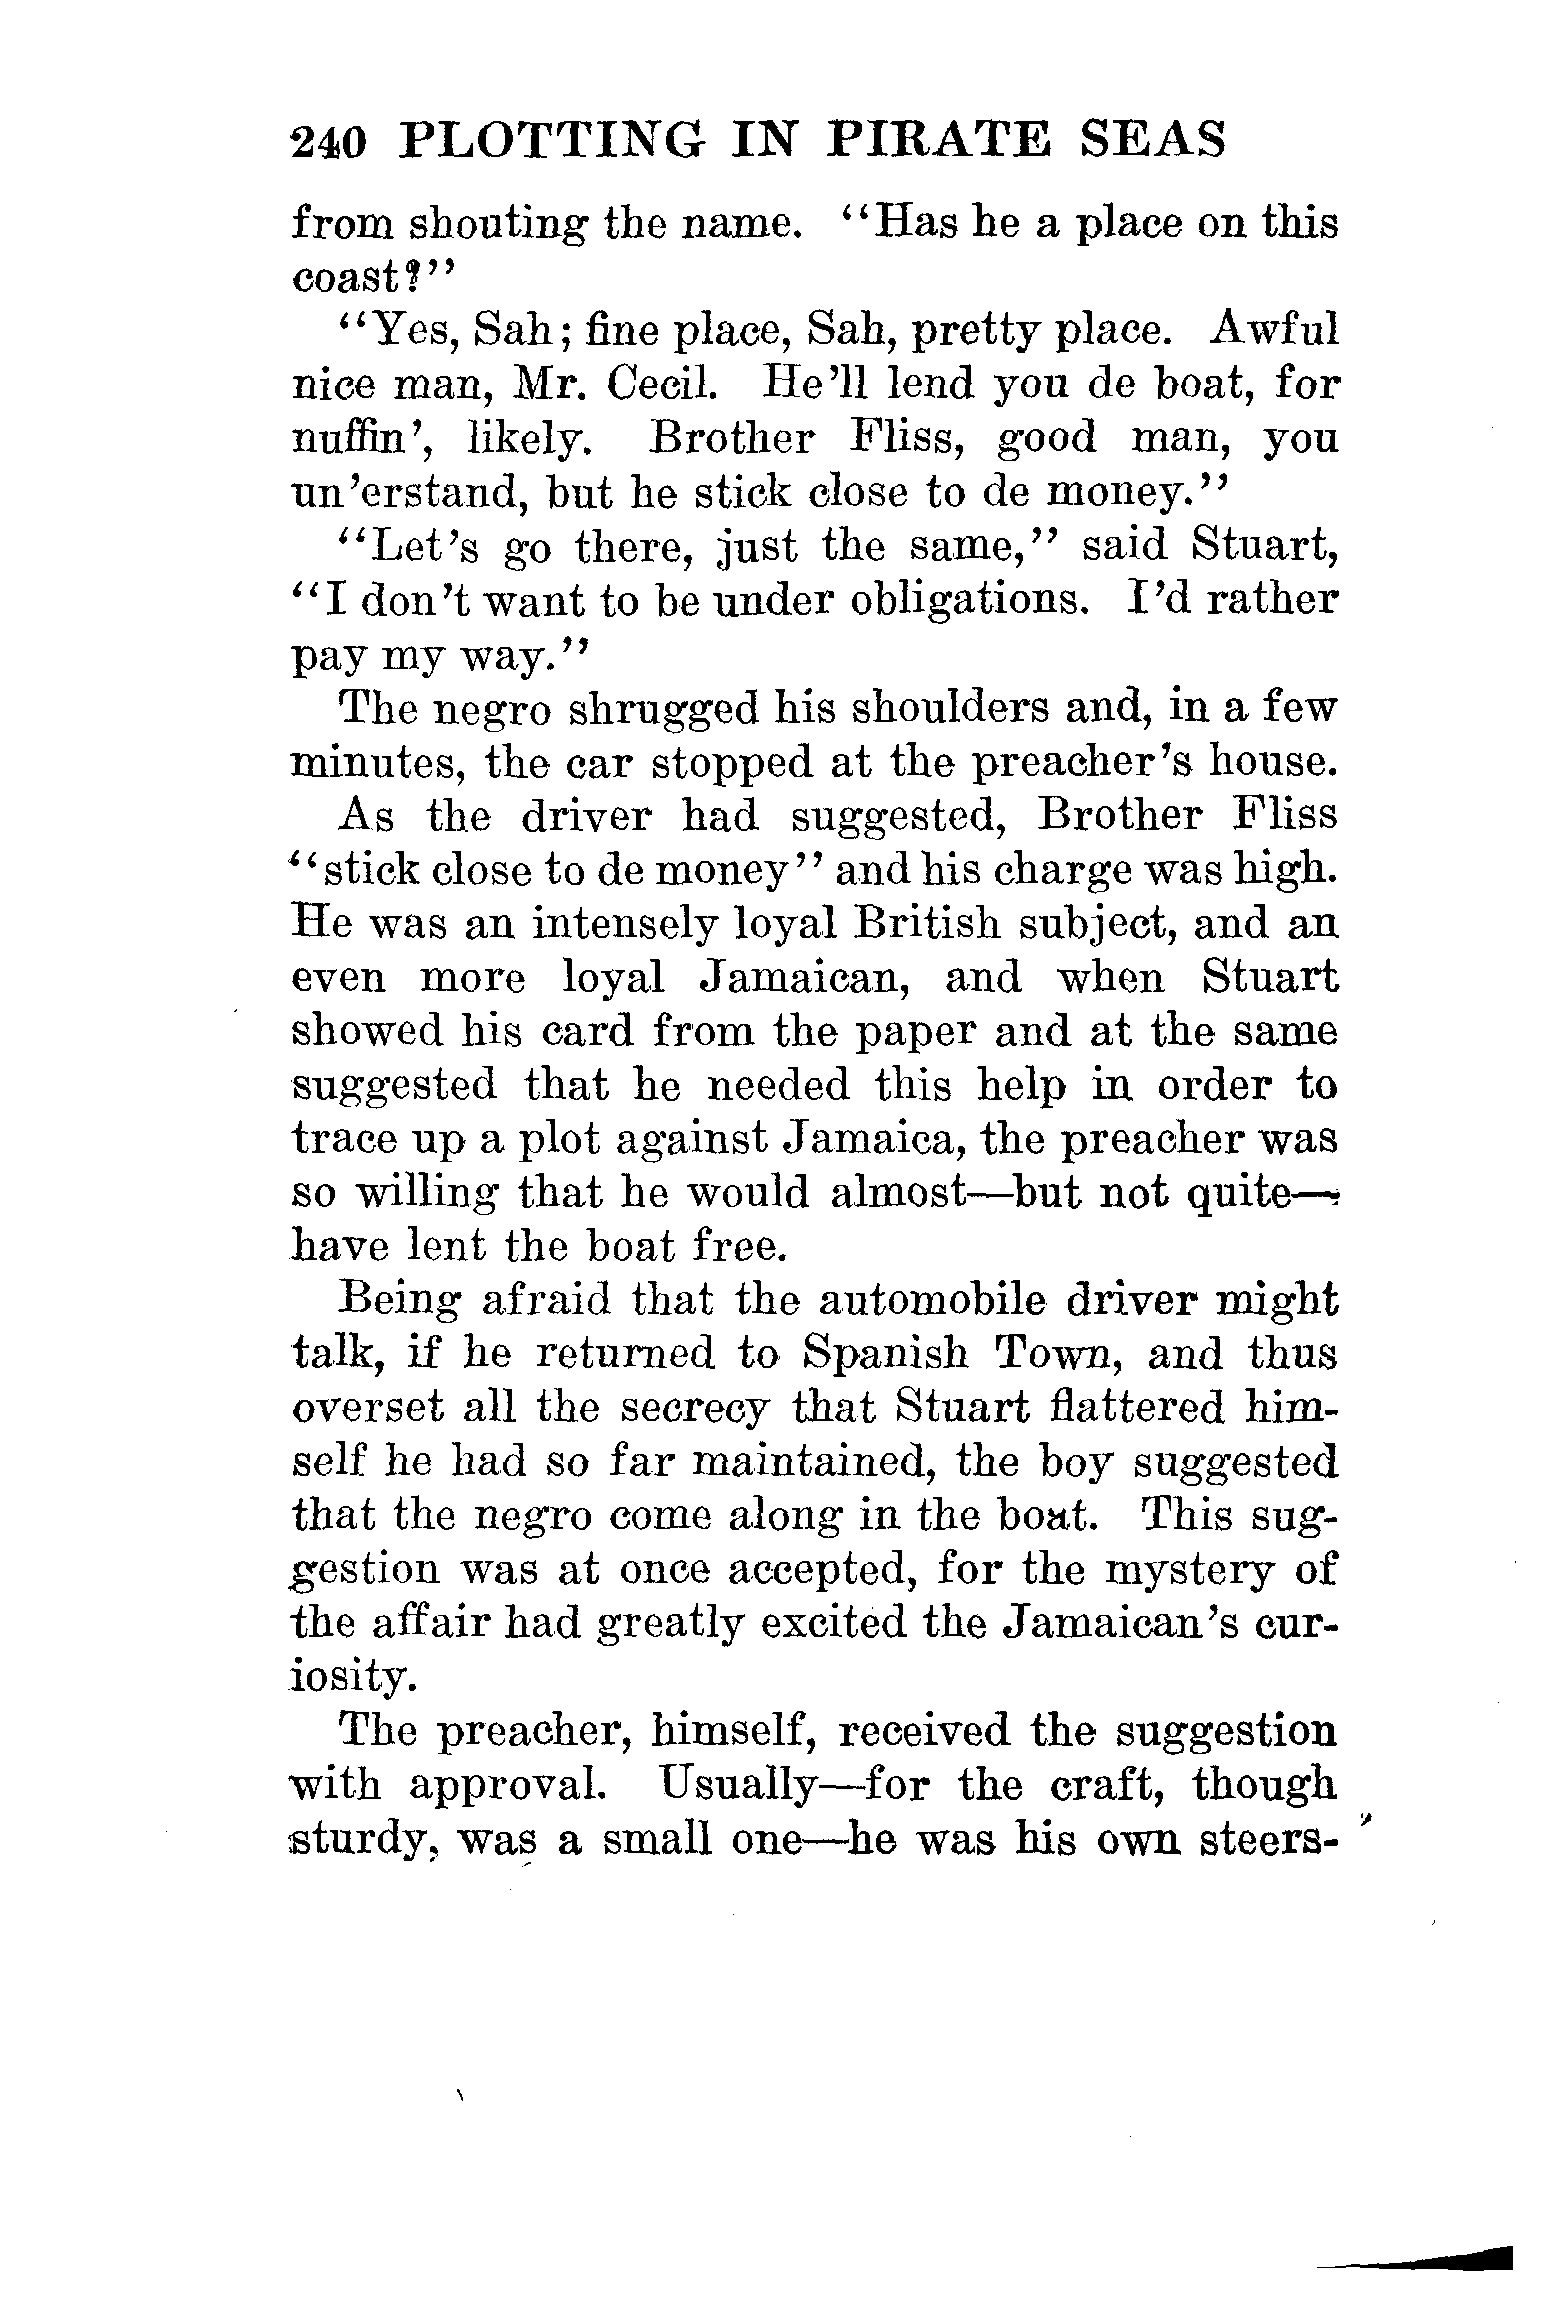 240 PLOTTING IN PIRATE SEAS
from shouting the name. "Has he a place on this
coast?"
"Yes, Sah; fine place, Sah, pretty place. Awful
nice man, Mr. Cecil. He'll lend you de boat, for
nuffin', likely. Brother Fliss, good man, you
un'erstand, but he stick close to de money."
"Let's go there, just the same," said Stuart,
"I don't want to be under obligations. I'd rather
pay my way."
The negro shrugged his shoulders and, in a few
minutes, the car stopped at the preacher's house.
As the driver had suggested, Brother Fliss
"stick close to de money" and his charge was high.
He was an intensely loyal British subject, and an
even more loyal Jamaican, and when Stuart
showed his card from the paper and at the same
suggested that he needed this help in order to
trace up a plot against Jamaica, the preacher was
so willing that he would almost—but not quite—
have lent the boat free.
Being afraid that the automobile driver might
talk, if he returned to Spanish Town, and thus
overset all the secrecy that Stuart flattered him-
self he had so far maintained, the boy suggested
that the negro come along in the boat. This sug-
gestion was at once accepted, for the mystery of
the affair had greatly excited the Jamaican's cur-
iosity.
The preacher, himself, received the suggestion
with approval. Usually—for the craft, though
sturdy, was a small one—he was his own steers-